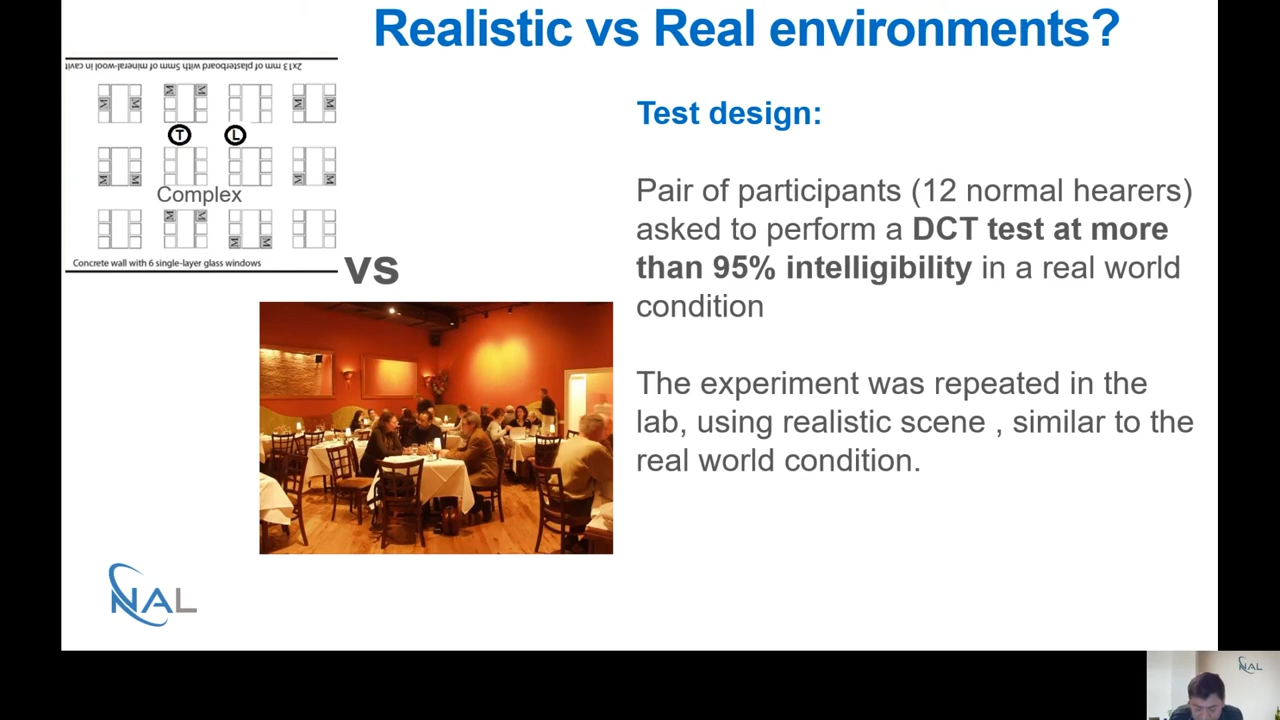 Realistic vs Real environments?
2x13 mm of plasterboard with 5mm of mineral-wool in cavit
M M M M M M
T L
M M M M
Complex
M M M M
Concrete wall with 6 single-layer glass windows
vs
Test design:
Pair of participants (12 normal hearers)
asked to perform a DCT test at more
than 95% intelligibility in a real world
condition
The experiment was repeated in the
lab, using realistic scene , similar to the
real world condition.
NAL
NAL